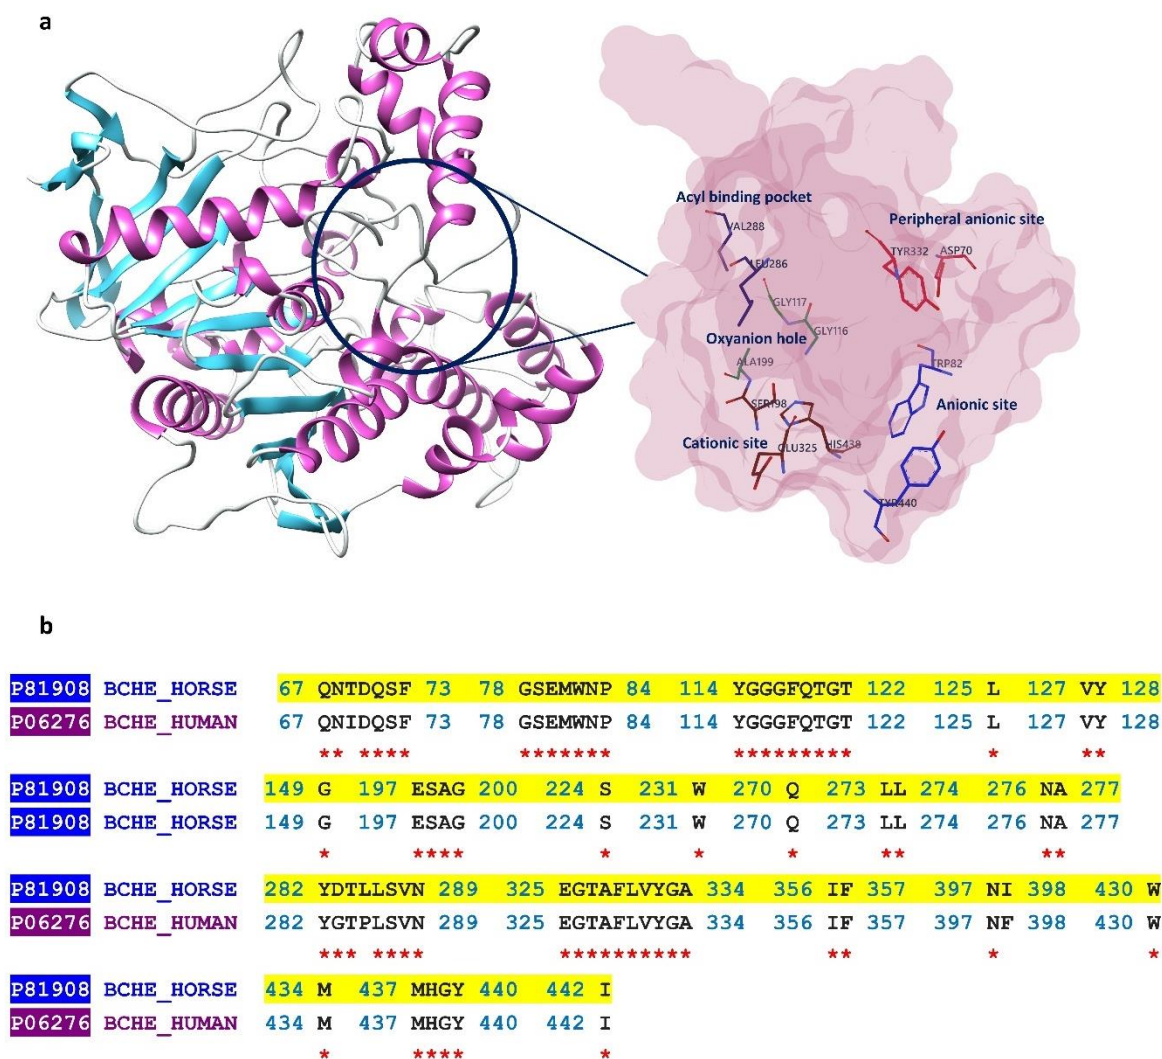 a
Acyl binding pocket
VAL288
LEU286
Peripheral anionic site
TYR332 ASP70
GLY117
GLY116
Oxyanion hole
ALA199
TRP82
SER198
Anionic site
Cationic site
GLU325 HIS438
TYR440
b
P81908 BCHE_HORSE 67 QNTDQSF 73 78 GSEMWNP 84 114 YGGGFQTGT 122 125 L 127 VY 128
P06276 BCHE_HUMAN 67 QNIDQSF 73 78 GSEMWNP 84 114 YGGGFQTGT 122 125 L 127 VY 128
** **** ******* ********* * **
P81908 BCHE_HORSE 149 G 197 ESAG 200 224 S 231 W 270 Q 273 LL 274 276 NA 277
P81908 BCHE_HORSE 149 G 197 ESAG 200 224 S 231 W 270 Q 273 LL 274 276 NA 277
* **** * * * ** **
P81908 BCHE_HORSE 282 YDTLLSVN 289 325 EGTAFLVYGA 334 356 IF 357 397 NI 398 430 W
P06276 BCHE_HUMAN 282 YGTPLSVN 289 325 EGTAFLVYGA 334 356 IF 357 397 NF 398 430 W
*** **** ********** ** * *
P81908 BCHE_HORSE 434 M 437 MHGY 440 442 I
P06276 BCHE_HUMAN 434 M 437 MHGY 440 442 I
* **** *